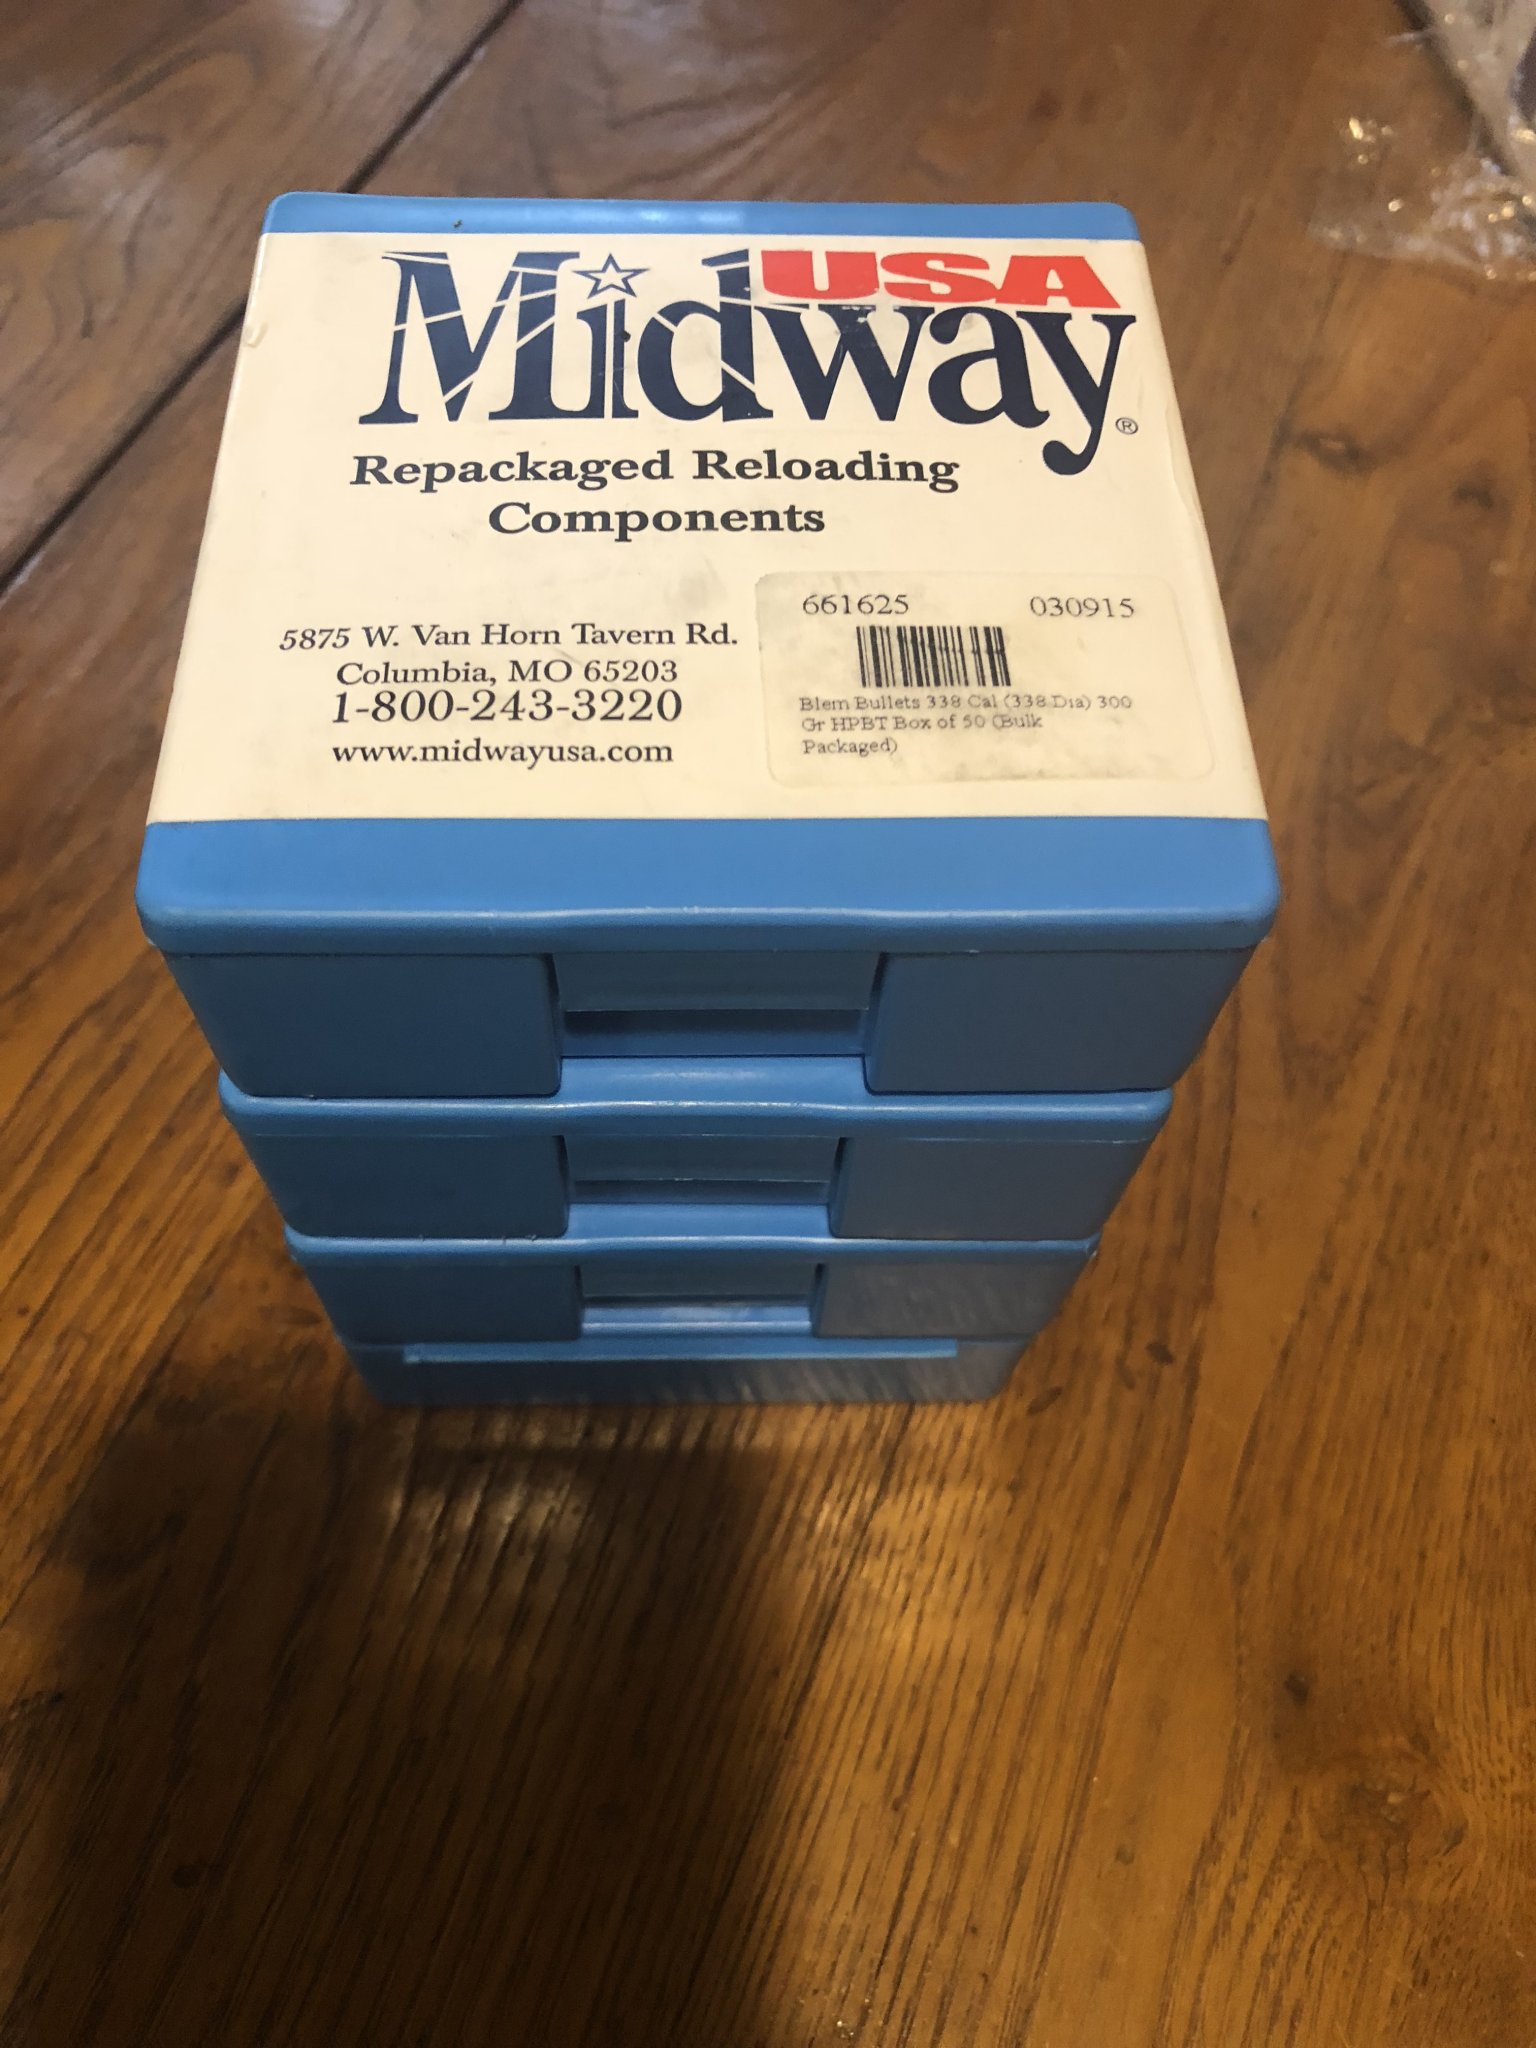 Midway USA ®
Repackaged Reloading
Components
5875 W. Van Horn Tavern Rd.
Columbia, MO 65203
1-800-243-3220
www.midwayusa.com
661625 030915
Blem Bullets 338 Cal (338 Dia) 300
Gr HPBT Box of 50 (Bulk
Packaged)